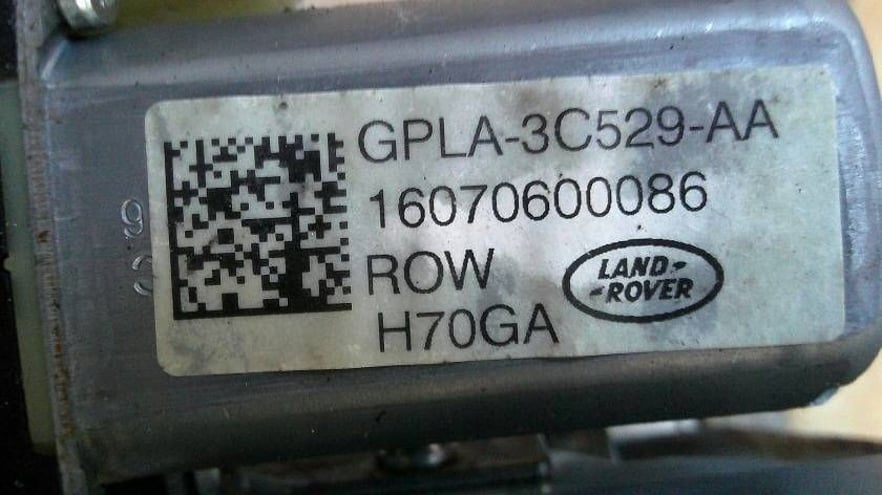 GPLA-3C529-AA
16070600086
ROW
H70GA
LAND-
-ROVER